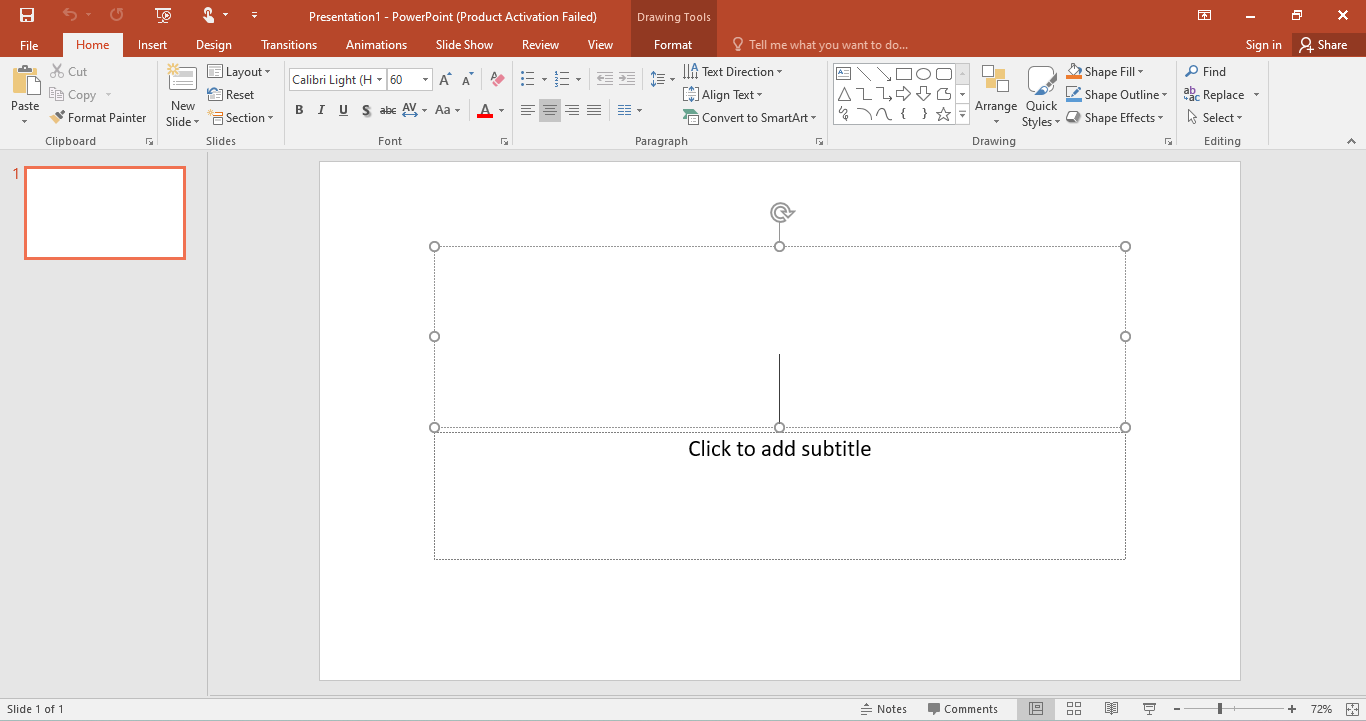 Presentation1 - PowerPoint (Product Activation Failed)
Drawing Tools
File
Home
Insert
Design
Transitions
Animations
Slide Show
Review
View
Format
Tell me what you want to do...
Sign in
Share
Paste
Cut
Copy
Format Painter
Clipboard
New
Slide
Layout
Reset
Section
Slides
Calibri Light (H
60
A
A
A
B
I
U
S
abc
AV
Aa
A
Font
Text Direction
Align Text
Convert to SmartArt
Paragraph
Arrange
Quick
Styles
Shape Fill
Shape Outline
Shape Effects
Drawing
Find
Replace
Select
Editing
1
Click to add subtitle
Slide 1 of 1
Notes
Comments
72%